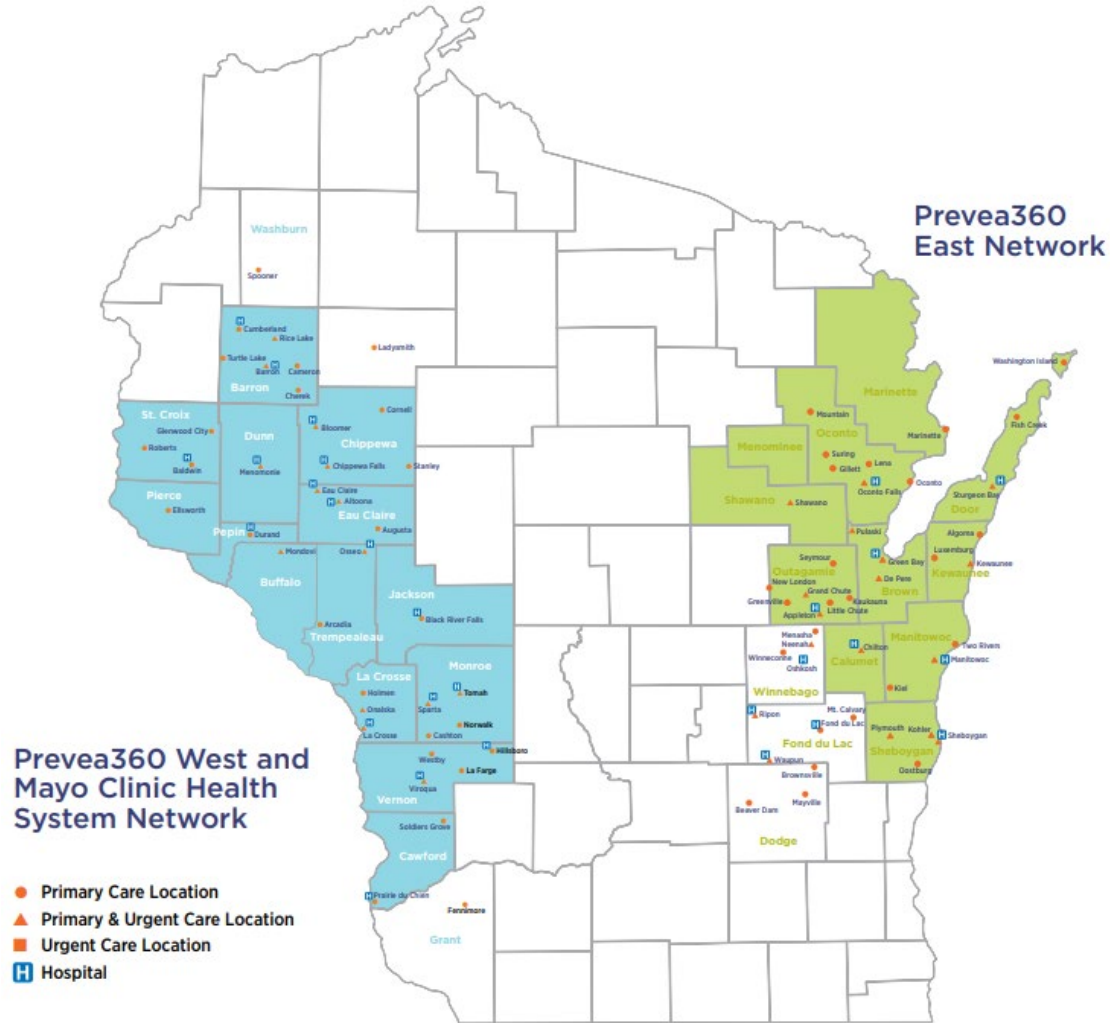 Prevea360
East Network
Washburn
Spooner
Cumberland
Rice Lake
Turtle Lake
Barron
Cameron
Barron
Chetek
Ladysmith
St. Croix
Glenwood City
Roberts
Baldwin
Dunn
Menomonie
Cornell
Bloomer
Chippewa
Chippewa Falls
Stanley
Pierce
Ellsworth
Eau Claire
Altoona
Eau Claire
Augusta
Pepin
Durand
Mondovi
Osseo
Buffalo
Jackson
Black River Falls
Arcadia
Trempealeau
La Crosse
Holmen
Onalaska
La Crosse
Monroe
Tomah
Sparta
Norwalk
Cashton
Hillsboro
Westby
La Farge
Viroqua
Vernon
Soldiers Grove
Cawford
Prairie du Chien
Fennimore
Grant
Washington Island
Marinette
Fish Creek
Mountain
Oconto
Marinette
Menominee
Suring
Lena
Gillett
Oconto Falls
Oconto
Sturgeon Bay
Door
Shawano
Shawano
Pulaski
Algoma
Seymour
Green Bay
Luxemburg
Kewaunee
Kewaunee
Outagamie
New London
Grand Chute
De Pere
Brown
Greenville
Kaukauna
Little Chute
Appleton
Menasha
Neenah
Winneconne
Oshkosh
Winnebago
Chilton
Calumet
Manitowoc
Two Rivers
Manitowoc
Kiel
Ripon
Mt. Calvary
Fond du Lac
Fond du Lac
Waupun
Plymouth
Kohler
Sheboygan
Sheboygan
Oostburg
Brownsville
Beaver Dam
Mayville
Dodge
Prevea360 West and
Mayo Clinic Health
System Network
Primary Care Location
Primary & Urgent Care Location
Urgent Care Location
H Hospital